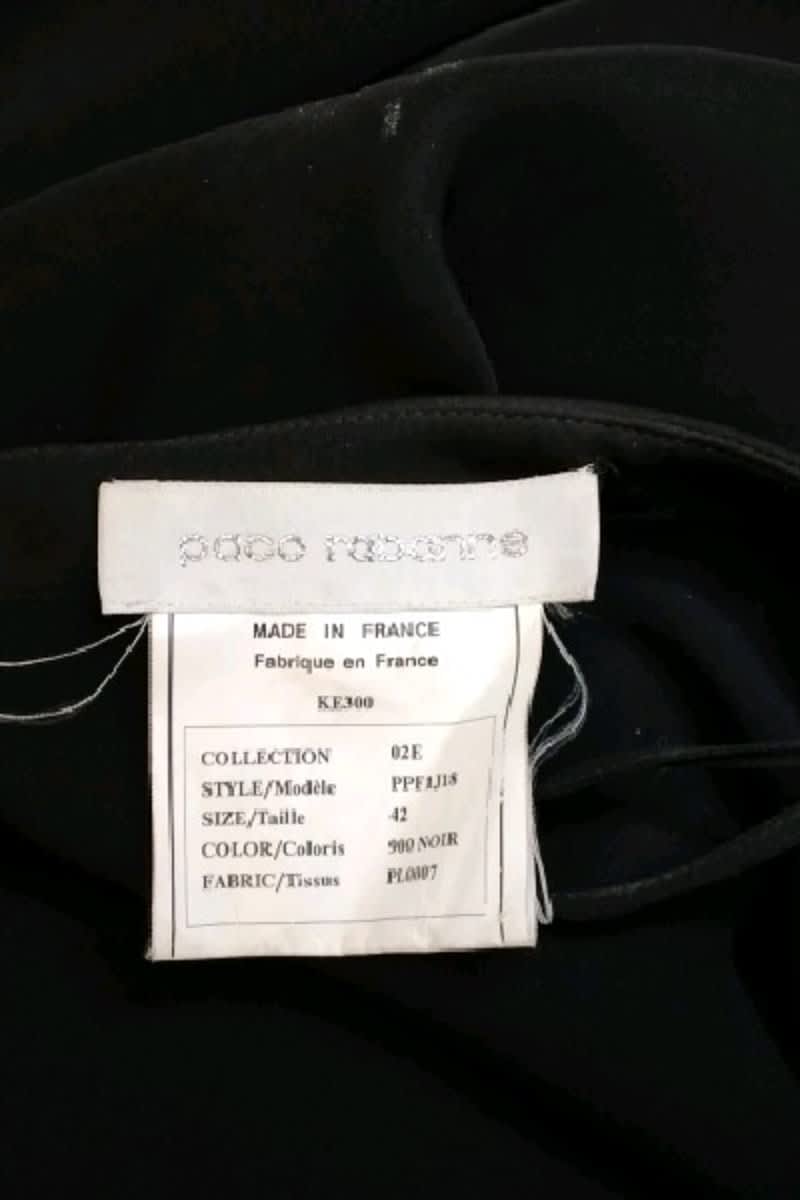 paco rabanne
MADE IN FRANCE
Fabrique en France
KE300
COLLECTION 02E
STYLE/Modèle
SIZE/Taille 42
COLOR/Coloris 900 NOIR
FABRIC/Tissus PL0007